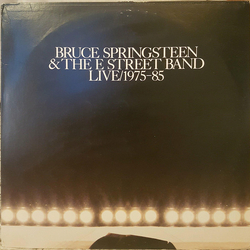 BRUCE SPRINGSTEEN
& THE E STREET BAND
LIVE/1975-85